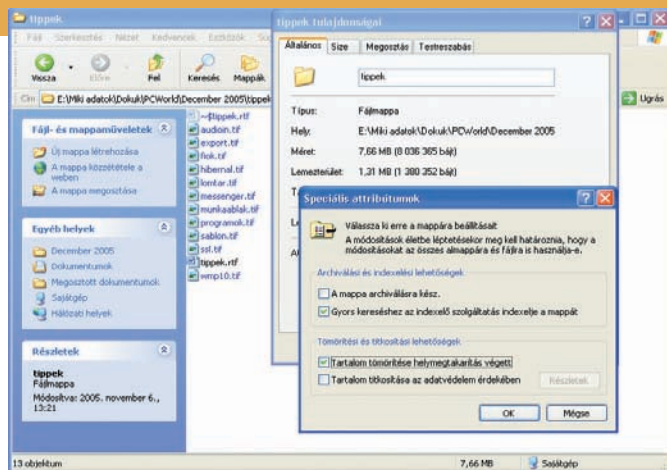 tippek
Fájl Szerkesztés Nézet Kedvencek Eszközök
Vissza Előre Fel Keresés Mappák
Cím E:\Miki adatok\Dokuk\PCWorld\December 2005\tippek
Ugrás
Fájl- és mappaműveletek
Új mappa létrehozása
A mappa közzététele a
weben
A mappa megosztása
Egyéb helyek
December 2005
Dokumentumok
Megosztott dokumentumok
Sajátgép
Hálózati helyek
Részletek
tippek
Fájlmappa
Módosítva: 2005. november 6.,
13:21
~$tippek.rtf
audioin.tif
export.tif
fiok.tif
hibernal.tif
lomtar.tif
messenger.tif
munkaablak.tif
programok.tif
sablon.tif
ssl.tif
tippek.rtf
wmp10.tif
tippek tulajdonságai
Általános Size Megosztás Testreszabás
tippek
Típus: Fájlmappa
Hely: E:\Miki adatok\Dokuk\PCWorld\December 2005
Méret: 7,66 MB (8 036 365 bájt)
Lemezterület: 1,31 MB (1 380 352 bájt)
Speciális attribútumok
Válassza ki erre a mappára beállításait
A módosítások életbe léptetésekor meg kell határoznia, hogy a
módosításokat az összes almappára és fájlra is használja-e.
Archiválási és indexelési lehetőségek
A mappa archiválásra kész.
Gyors kereséshez az indexelő szolgáltatás indexelje a mappát
Tömörítési és titkosítási lehetőségek
Tartalom tömörítése helymegtakarítás végett
Tartalom titkosítása az adatvédelem érdekében
Részletek
OK Mégse
13 objektum 7,66 MB Sajátgép